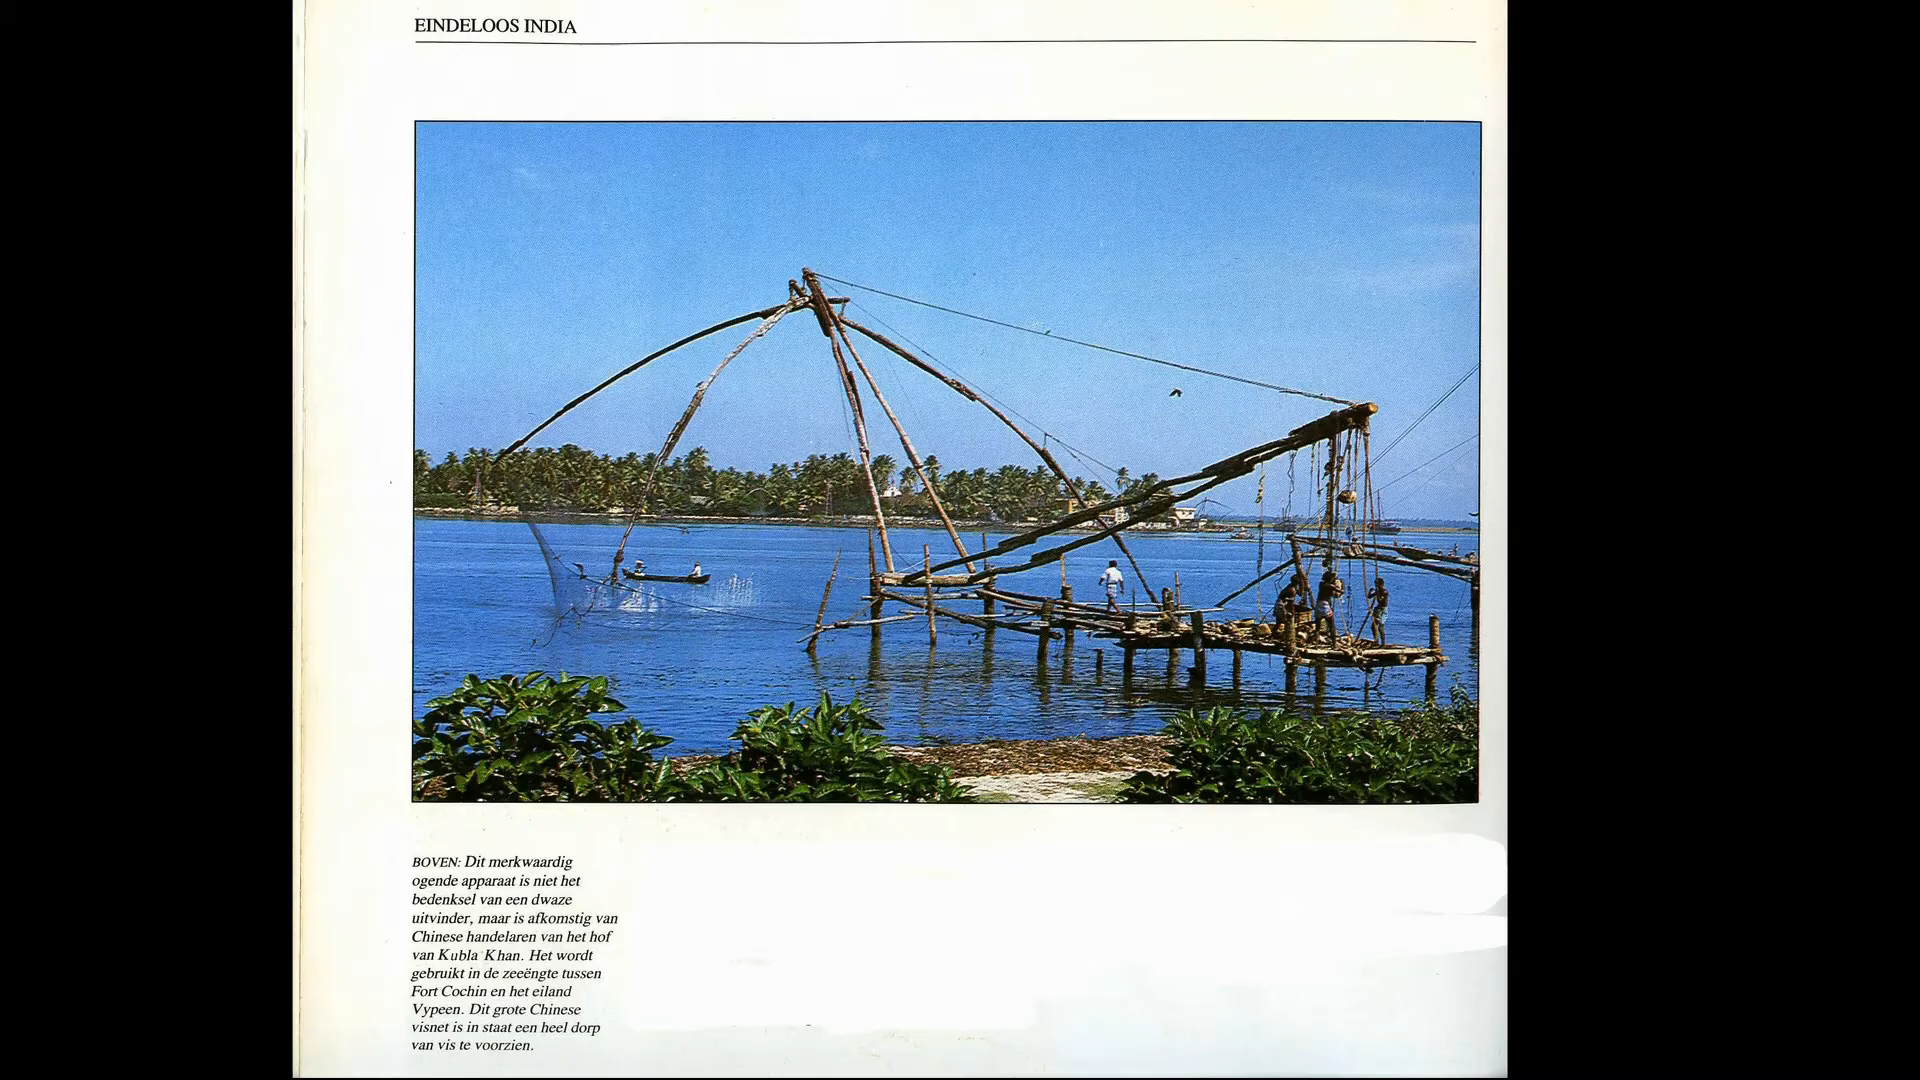 EINDELOOS INDIA
BOVEN: Dit merkwaardig
ogende apparaat is niet het
bedenksel van een dwaze
uitvinder, maar is afkomstig van
Chinese handelaren van het hof
van Kubla Khan. Het wordt
gebruikt in de zeeëngte tussen
Fort Cochin en het eiland
Vypeen. Dit grote Chinese
visnet is in staat een heel dorp
van vis te voorzien.